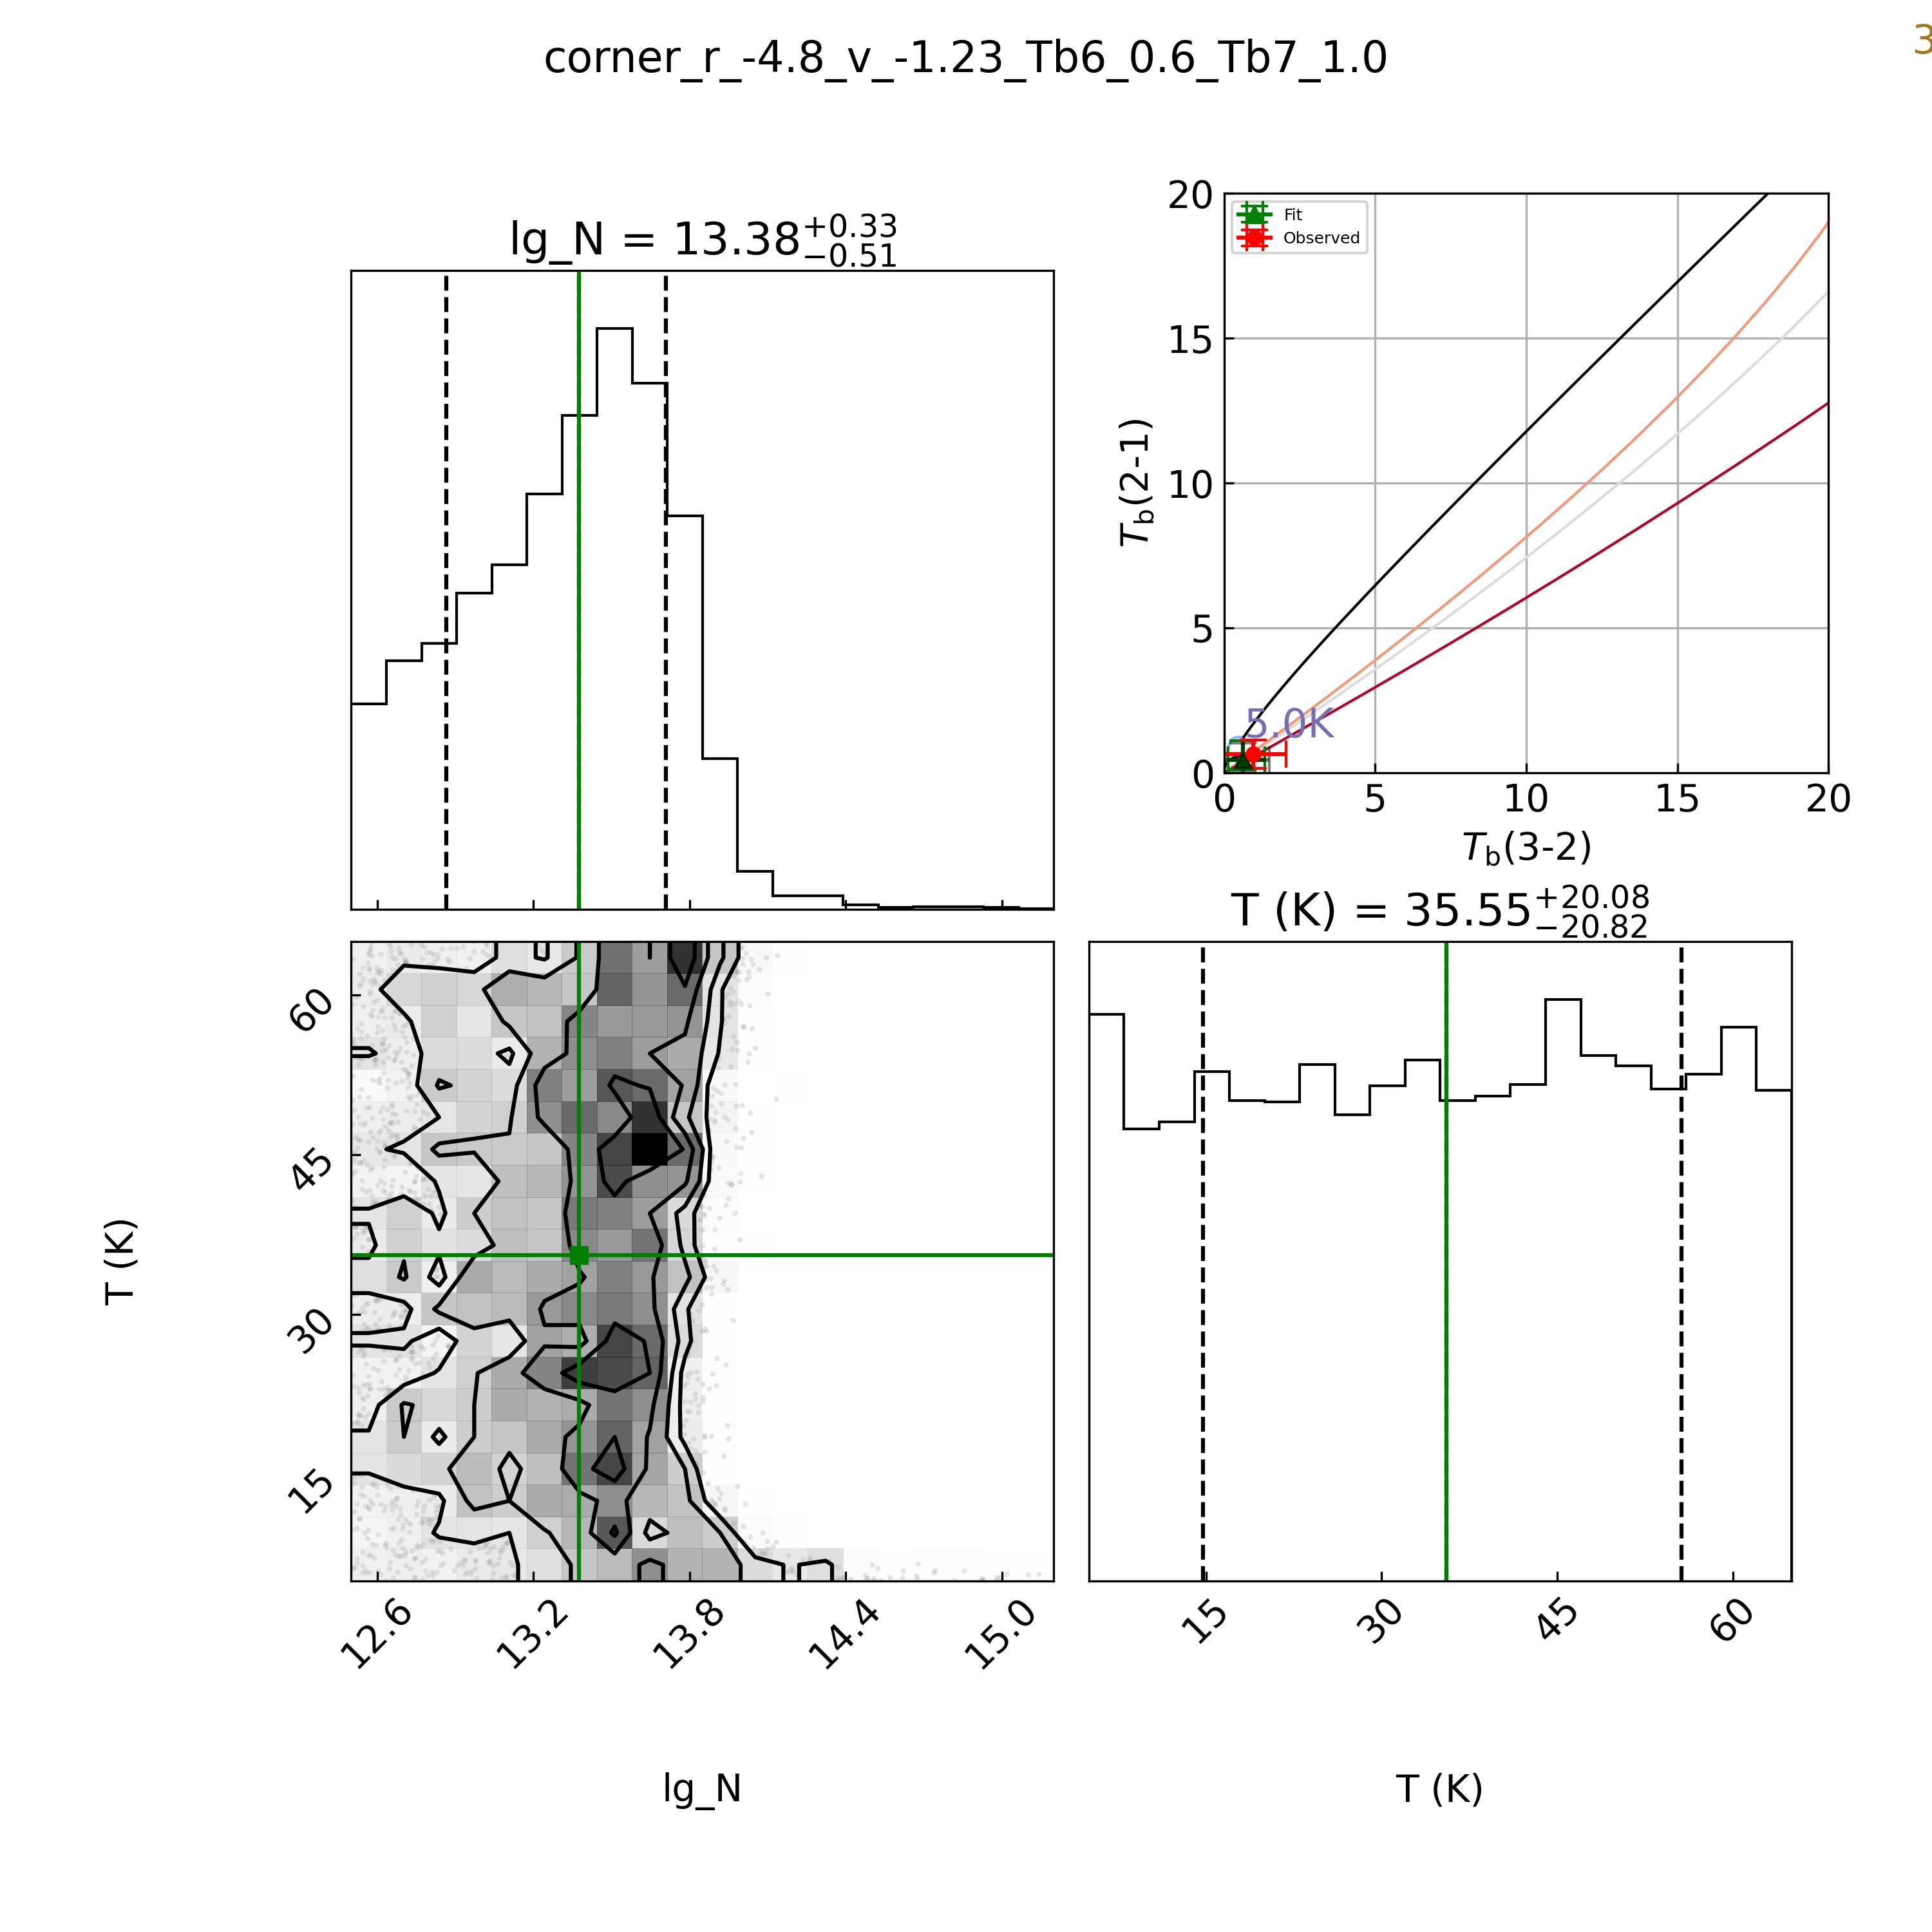 corner_r_-4.8_v_-1.23_Tb6_0.6_Tb7_1.0
3
lg_N = 13.38+0.33−0.51
20
15
10
5
0
Fit
Observed
Tb(2-1)
5.0K
0 5 10 15 20
Tb(3-2)
T (K) = 35.55+20.08−20.82
60
45
30
15
T (K)
12.6 13.2 13.8 14.4 15.0
15 30 45 60
lg_N
T (K)